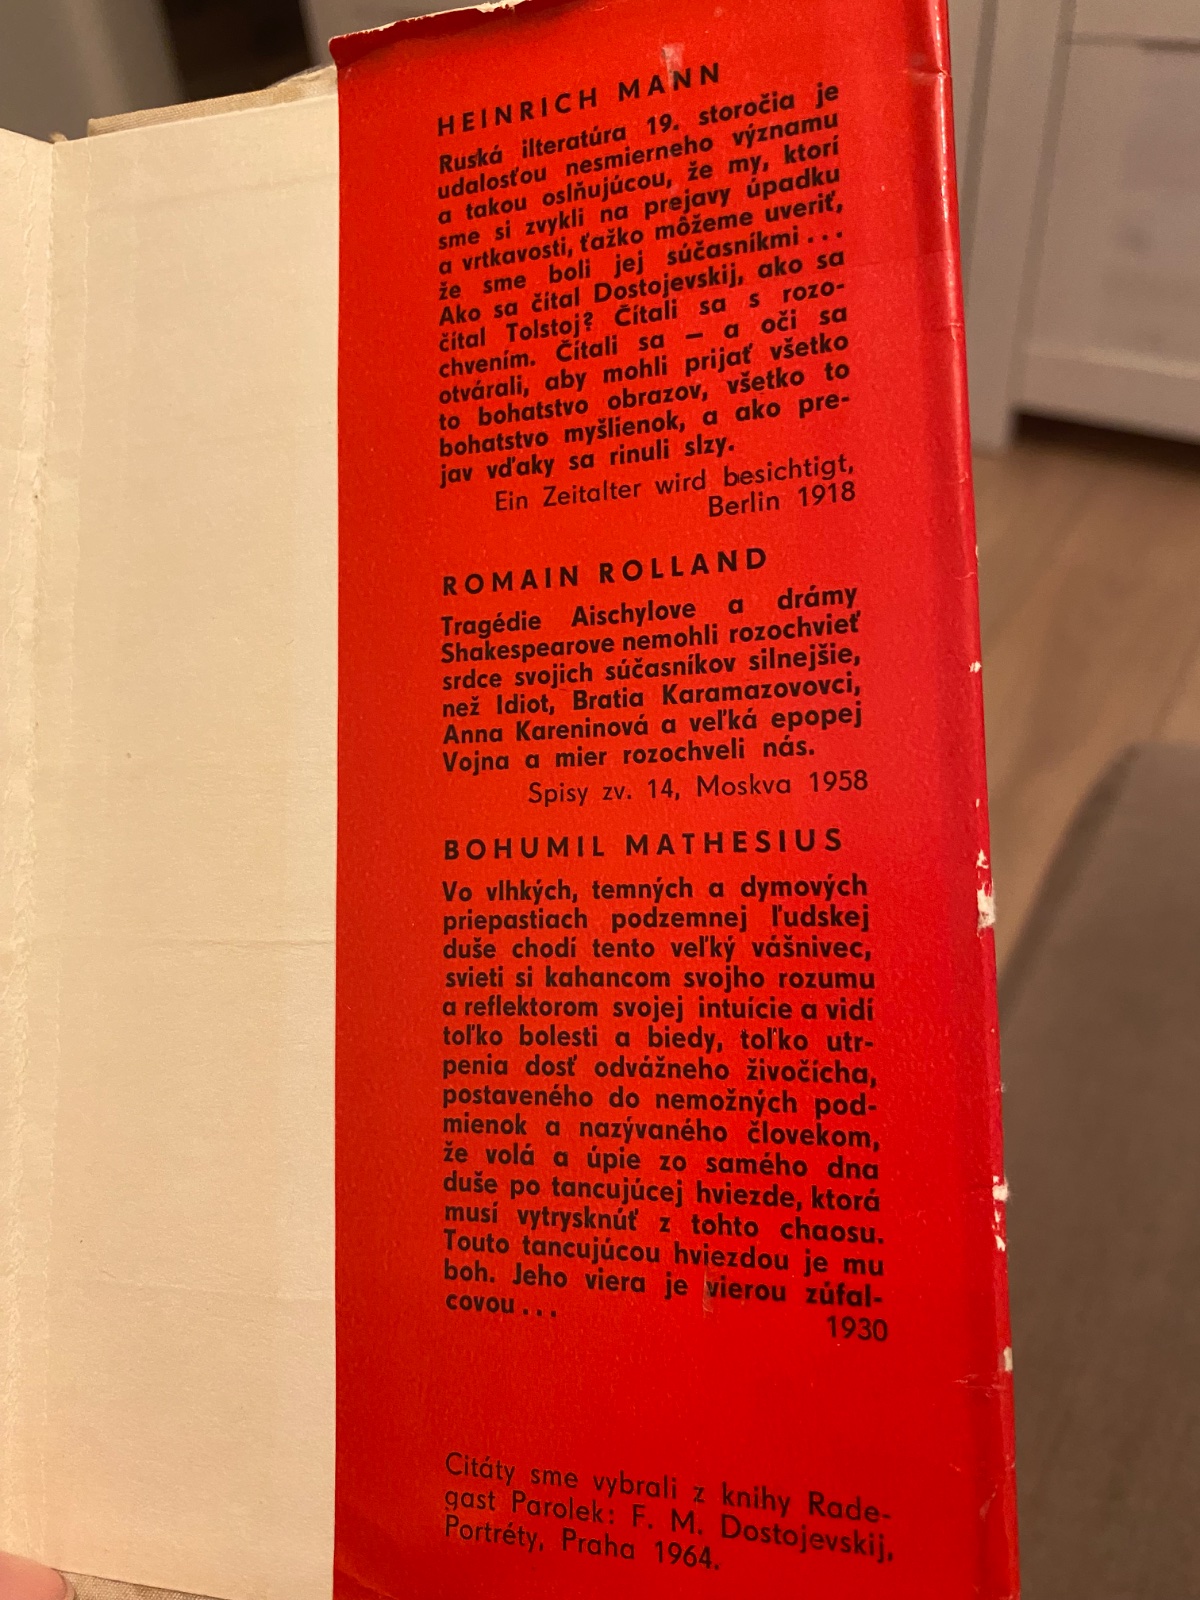 HEINRICH MANN
Ruská ilteratúra 19. storočia je
udalosťou nesmierneho významu
a takou oslňujúcou, že my, ktorí
sme si zvykli na prejavy úpadku
a vrtkavosti, ťažko môžeme uveriť,
že sme boli jej súčasníkmi...
Ako sa čítal Dostojevskij, ako sa
čítal Tolstoj? Čítali sa s rozo-
chvením. Čítali sa — a oči sa
otvárali, aby mohli prijať všetko
to bohatstvo obrazov, všetko to
bohatstvo myšlienok, a ako pre-
jav vďaky sa rinuli slzy.
Ein Zeitalter wird besichtigt,
Berlin 1918
ROMAIN ROLLAND
Tragédie Aischylove a drámy
Shakespearove nemohli rozochvieť
srdce svojich súčasníkov silnejšie,
než Idiot, Bratia Karamazovovci,
Anna Kareninová a veľká epopej
Vojna a mier rozochveli nás.
Spisy zv. 14, Moskva 1958
BOHUMIL MATHESIUS
Vo vlhkých, temných a dymových
priepastiach podzemnej ľudskej
duše chodí tento veľký vášnivec,
svieti si kahancom svojho rozumu
a reflektorom svojej intuície a vidí
toľko bolesti a biedy, toľko utr-
penia dosť odvážneho živočícha,
postaveného do nemožných pod-
mienok a nazývaného človekom,
že volá a úpie zo samého dna
duše po tancujúcej hviezde, ktorá
musí vytrysknúť z tohto chaosu.
Touto tancujúcou hviezdou je mu
boh. Jeho viera je vierou zúfal-
covou...
1930
Citáty sme vybrali z knihy Rade-
gast Parolek: F. M. Dostojevskij,
Portréty, Praha 1964.